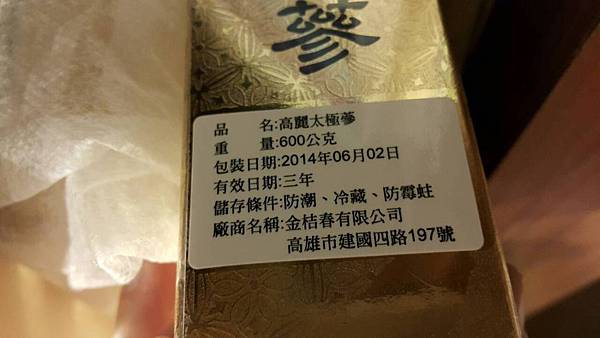 蔘
品　　名:高麗太極蔘
重　　量:600公克
包裝日期:2014年06月02日
有效日期:三年
儲存條件:防潮、冷藏、防霉蛀
廠商名稱:金桔春有限公司
高雄市建國四路197號